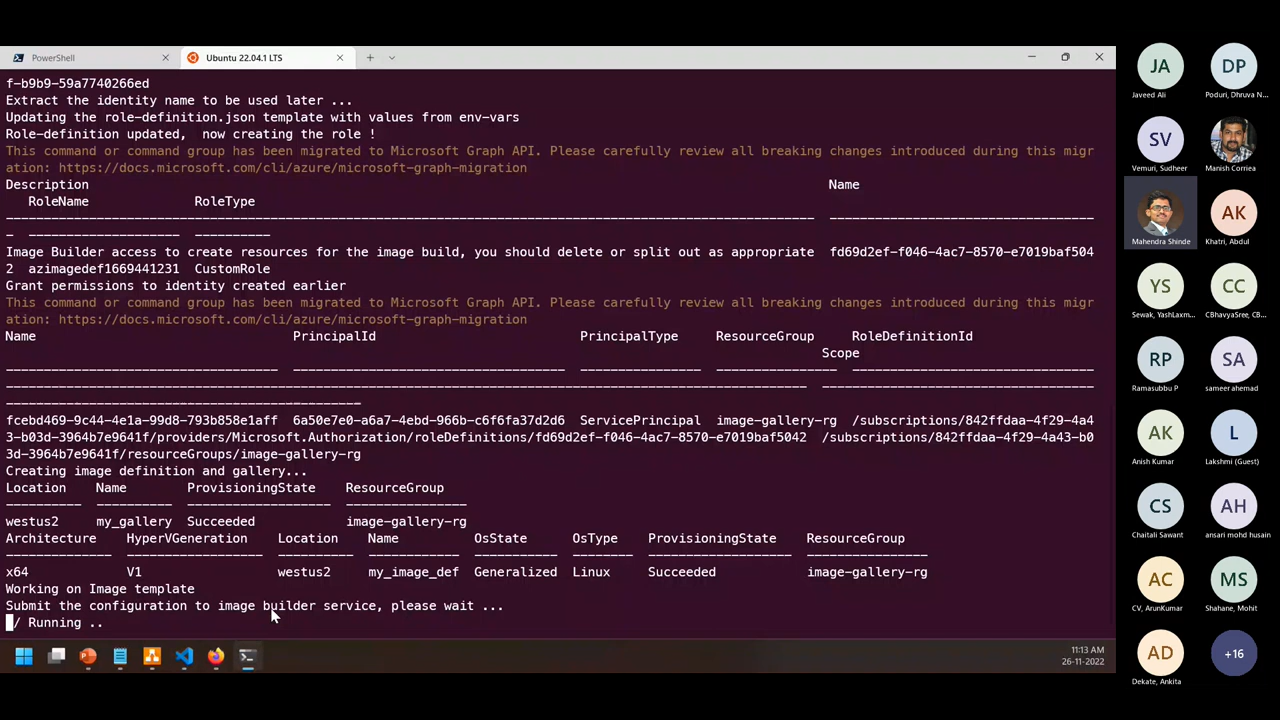 PowerShell
Ubuntu 22.04.1 LTS
f-b9b9-59a7740266ed
Extract the identity name to be used later ...
Updating the role-definition.json template with values from env-vars
Role-definition updated,  now creating the role !
This command or command group has been migrated to Microsoft Graph API. Please carefully review all breaking changes introduced during this migr
ation: https://docs.microsoft.com/cli/azure/microsoft-graph-migration
Description Name
RoleName RoleType
Image Builder access to create resources for the image build, you should delete or split out as appropriate  fd69d2ef-f046-4ac7-8570-e7019baf504
2  azimagedef1669441231  CustomRole
Grant permissions to identity created earlier
This command or command group has been migrated to Microsoft Graph API. Please carefully review all breaking changes introduced during this migr
ation: https://docs.microsoft.com/cli/azure/microsoft-graph-migration
Name PrincipalId PrincipalType ResourceGroup RoleDefinitionId
Scope
fcebd469-9c44-4e1a-99d8-793b858e1aff  6a50e7e0-a6a7-4ebd-966b-c6f6fa37d2d6  ServicePrincipal  image-gallery-rg  /subscriptions/842ffdaa-4f29-4a4
3-b03d-3964b7e9641f/providers/Microsoft.Authorization/roleDefinitions/fd69d2ef-f046-4ac7-8570-e7019baf5042  /subscriptions/842ffdaa-4f29-4a43-b0
3d-3964b7e9641f/resourceGroups/image-gallery-rg
Creating image definition and gallery...
Location Name ProvisioningState ResourceGroup
westus2 my_gallery Succeeded image-gallery-rg
Architecture HyperVGeneration Location Name OsState OsType ProvisioningState ResourceGroup
x64 V1 westus2 my_image_def Generalized Linux Succeeded image-gallery-rg
Working on Image template
Submit the configuration to image builder service, please wait ...
/ Running ..
11:13 AM
26-11-2022
JA
Javeed Ali
DP
Poduri, Dhruva N...
SV
Vemuri, Sudheer
Manish Corriea
Mahendra Shinde
AK
Khatri, Abdul
YS
Sewak, YashLaxm...
CC
CBhavyaSree, CB...
RP
Ramasubbu P
SA
sameer ahemad
AK
Anish Kumar
L
Lakshmi (Guest)
CS
Chaitali Sawant
AH
ansari mohd husain
AC
CV, ArunKumar
MS
Shahane, Mohit
AD
Dekate, Ankita
+16